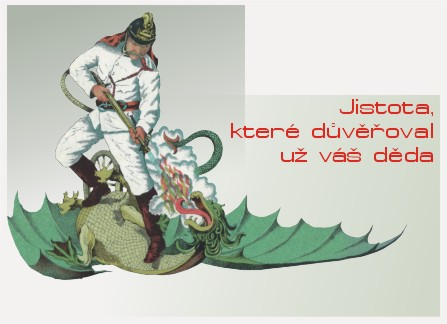 Jistota,
které důvěřoval
už váš děda